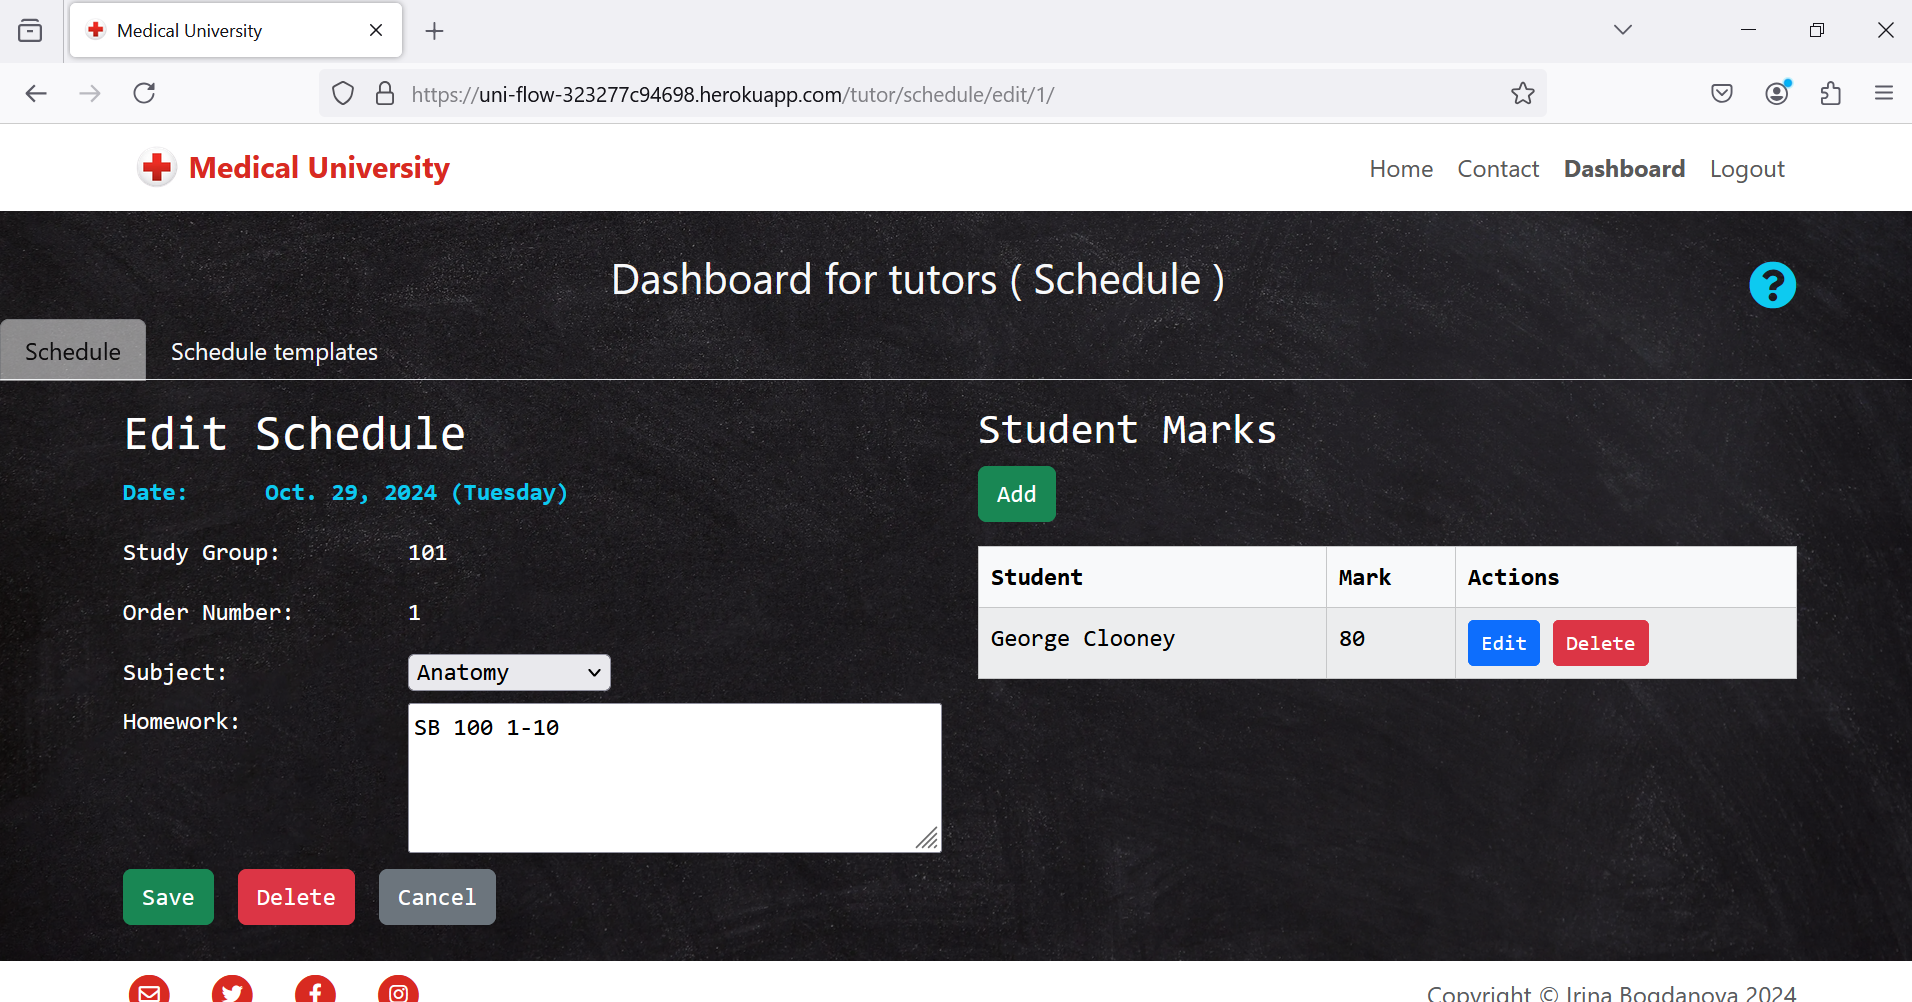 Medical University
https://uni-flow-323277c94698.herokuapp.com/tutor/schedule/edit/1/
Medical University
Home Contact Dashboard Logout
Dashboard for tutors ( Schedule )
?
Schedule Schedule templates
Edit Schedule
Date: Oct. 29, 2024 (Tuesday)
Study Group: 101
Order Number: 1
Subject: Anatomy
Homework: SB 100 1-10
Save Delete Cancel
Student Marks
Add
Student Mark Actions
George Clooney 80 Edit Delete
Copyright © Irina Bogdanova 2024